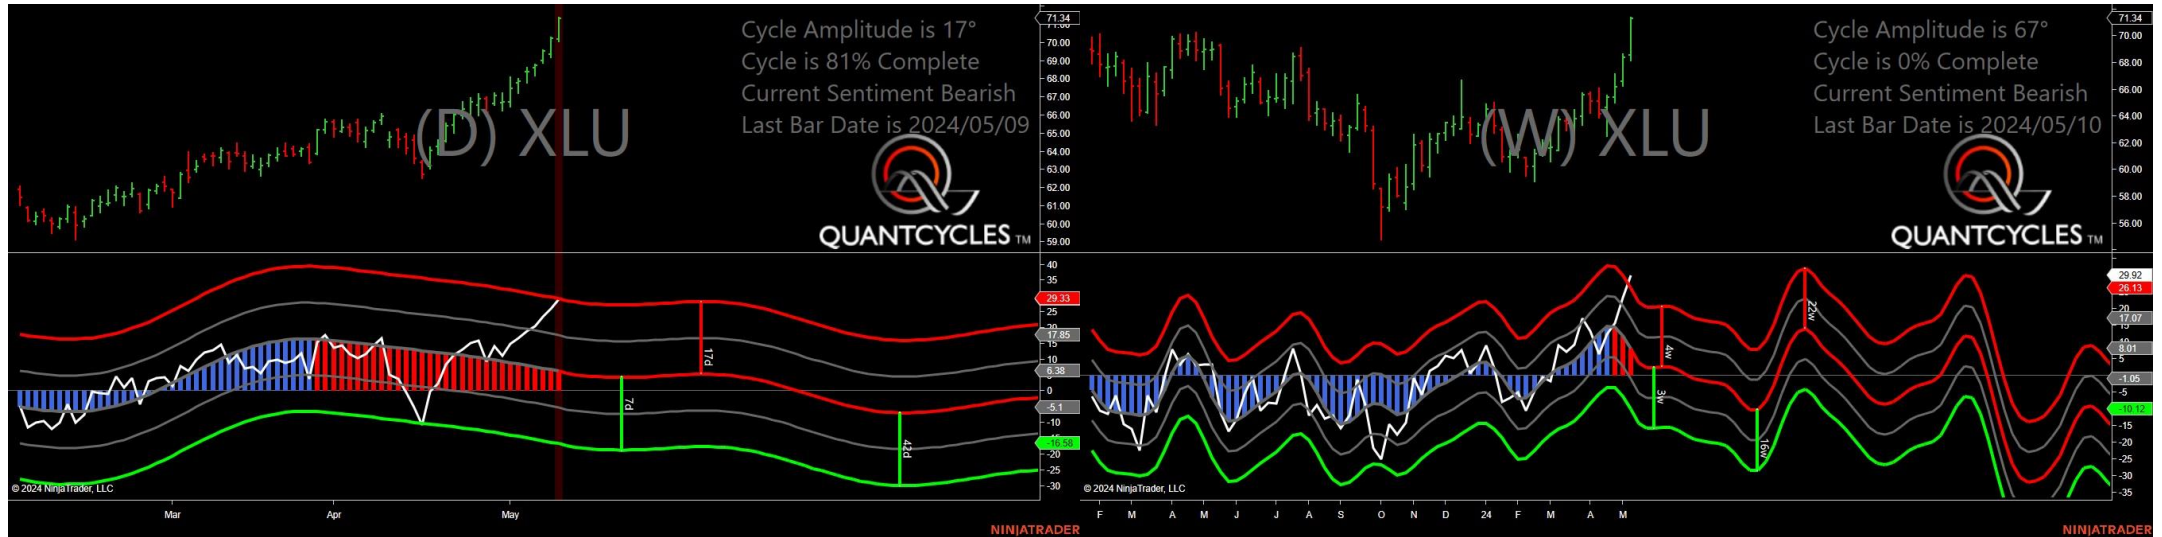 Cycle Amplitude is 17°
Cycle is 81% Complete
Current Sentiment Bearish
Last Bar Date is 2024/05/09
(D) XLU
QUANTCYCLES TM
71.34
71.00
70.00
69.00
68.00
67.00
66.00
65.00
64.00
63.00
62.00
61.00
60.00
59.00
40
35
29.33
25
20
17.85
15
10
6.38
0
-5.1
-10
-16.58
-20
-25
-30
17d
7d
42d
© 2024 NinjaTrader, LLC
Mar
Apr
May
NINJATRADER
Cycle Amplitude is 67°
Cycle is 0% Complete
Current Sentiment Bearish
Last Bar Date is 2024/05/10
(W) XLU
QUANTCYCLES TM
71.34
70.00
68.00
66.00
64.00
62.00
60.00
58.00
56.00
29.92
26.13
20
17.07
15
8.01
5
-1.05
-5
-10.12
-15
-20
-25
-30
-35
4w
3w
16w
22w
© 2024 NinjaTrader, LLC
F M A M J J A S O N D 24 F M A M
NINJATRADER